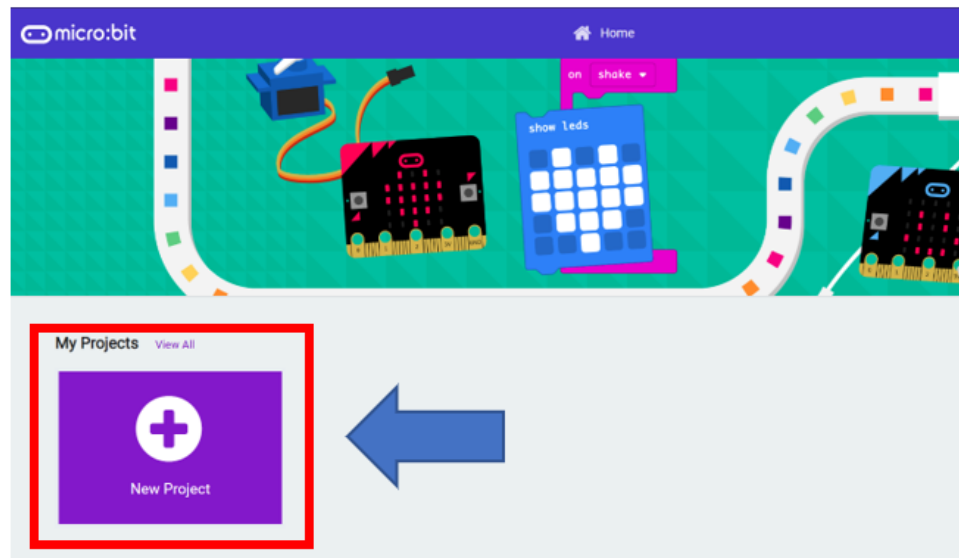 micro:bit
Home
on shake
show leds
My Projects View All
New Project